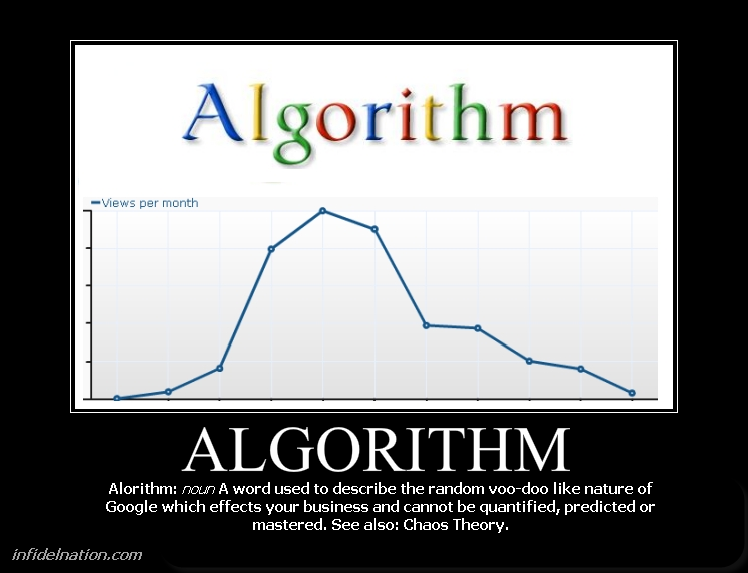 Algorithm
Views per month
ALGORITHM
Alorithm: noun A word used to describe the random voo-doo like nature of
Google which effects your business and cannot be quantified, predicted or
mastered. See also: Chaos Theory.
infidelnation.com